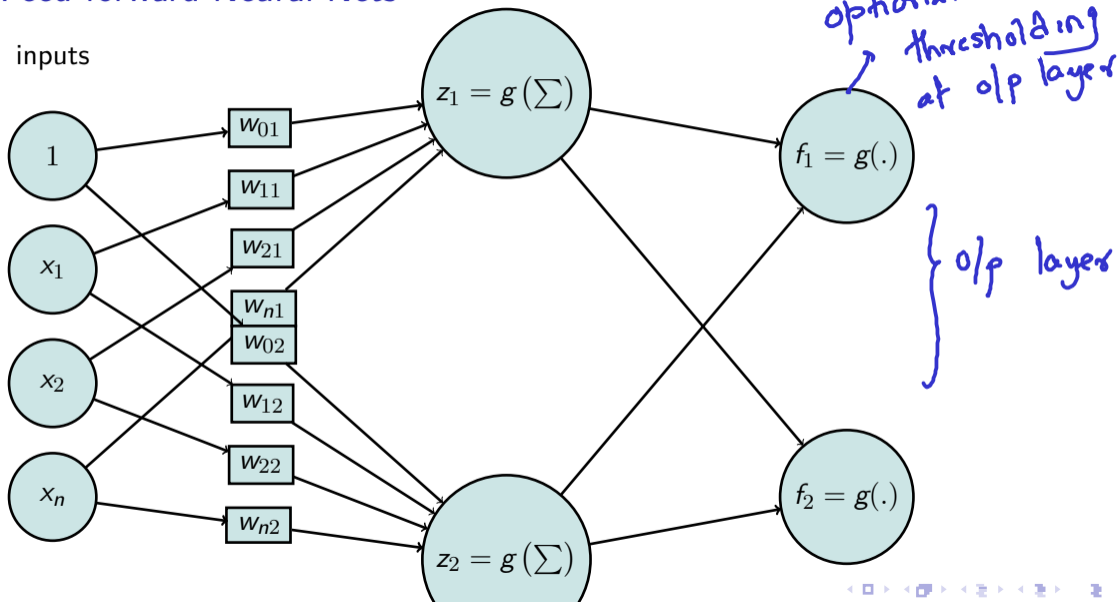 inputs
thresholding
at o/p layer
1
x₁
x₂
xₙ
w₀₁
w₁₁
w₂₁
wₙ₁
w₀₂
w₁₂
w₂₂
wₙ₂
z₁ = g (∑)
z₂ = g (∑)
f₁ = g(.)
f₂ = g(.)
o/p layer